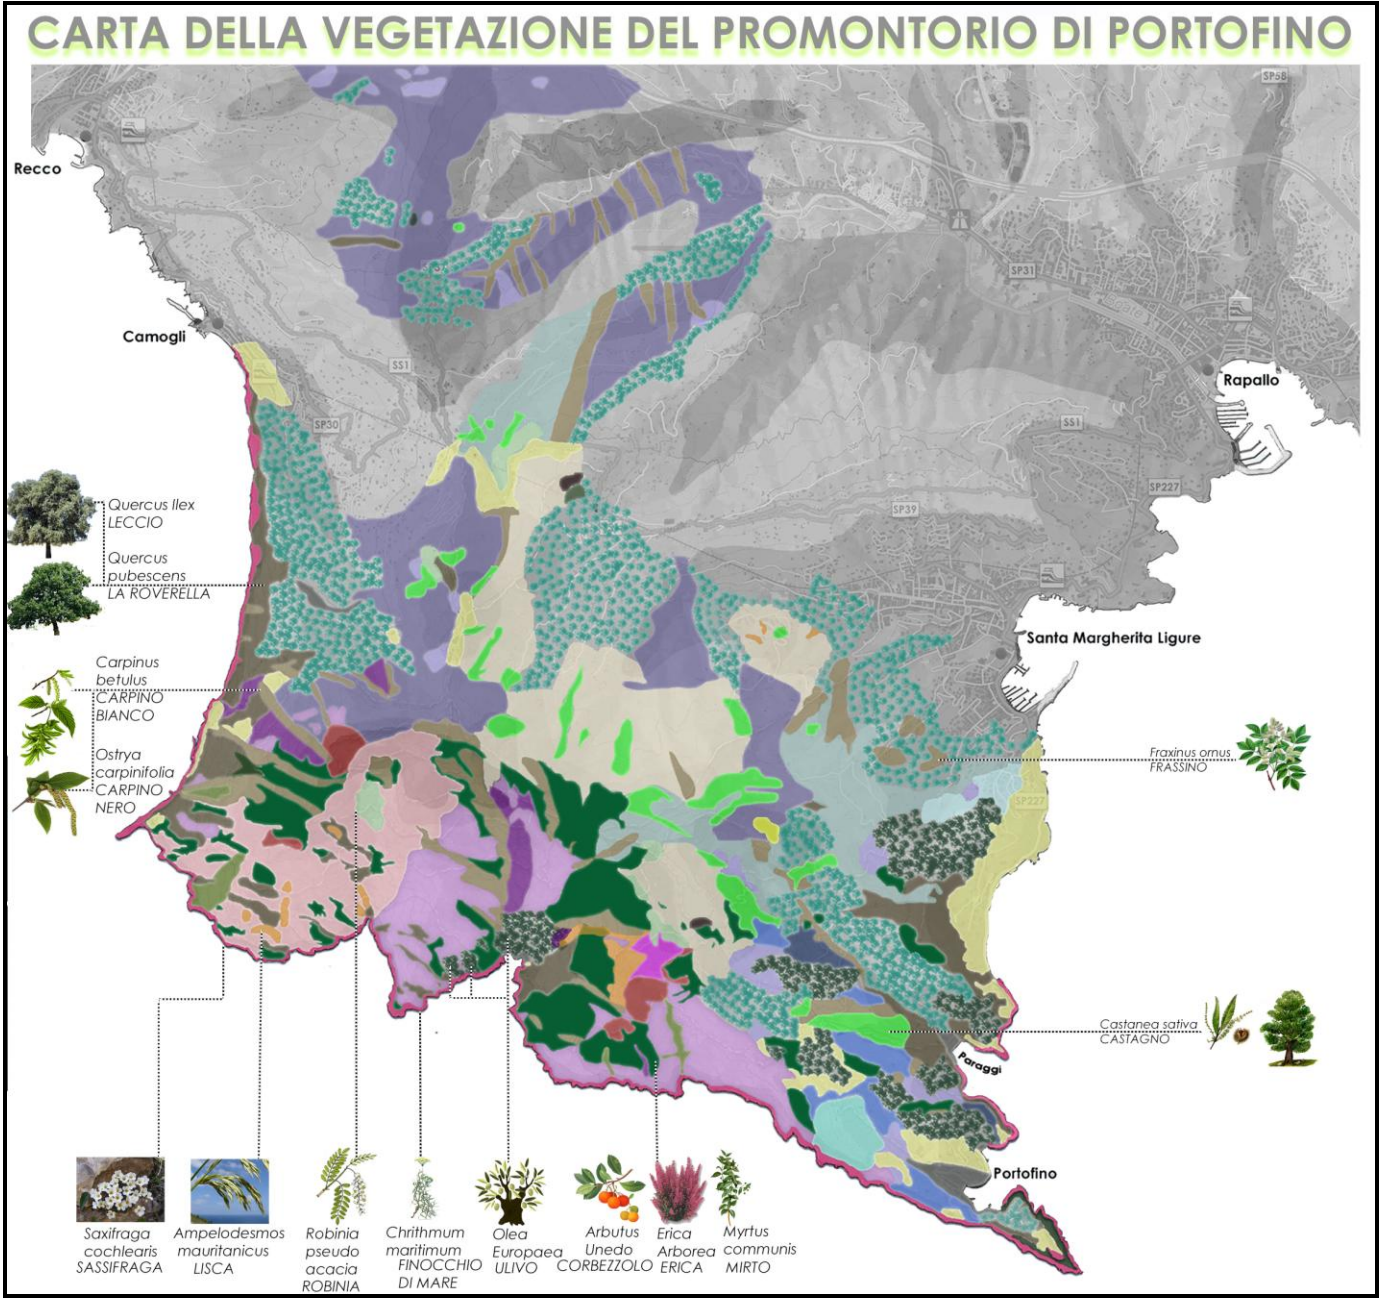 CARTA DELLA VEGETAZIONE DEL PROMONTORIO DI PORTOFINO
SP58
Recco
SP31
Camogli
SS1
Rapallo
SP30
SS1
SP227
SP39
Quercus Ilex
LECCIO
Quercus
pubescens
LA ROVERELLA
Santa Margherita Ligure
Carpinus
betulus
CARPINO
BIANCO
Ostrya
carpinifolia
CARPINO
NERO
Fraxinus ornus
FRASSINO
SP227
Castanea sativa
CASTAGNO
Paraggi
Portofino
Saxifraga
cochlearis
SASSIFRAGA
Ampelodesmos
mauritanicus
LISCA
Robinia
pseudo
acacia
ROBINIA
Chrithmum
maritimum
FINOCCHIO
DI MARE
Olea
Europaea
ULIVO
Arbutus
Unedo
CORBEZZOLO
Erica
Arborea
ERICA
Myrtus
communis
MIRTO